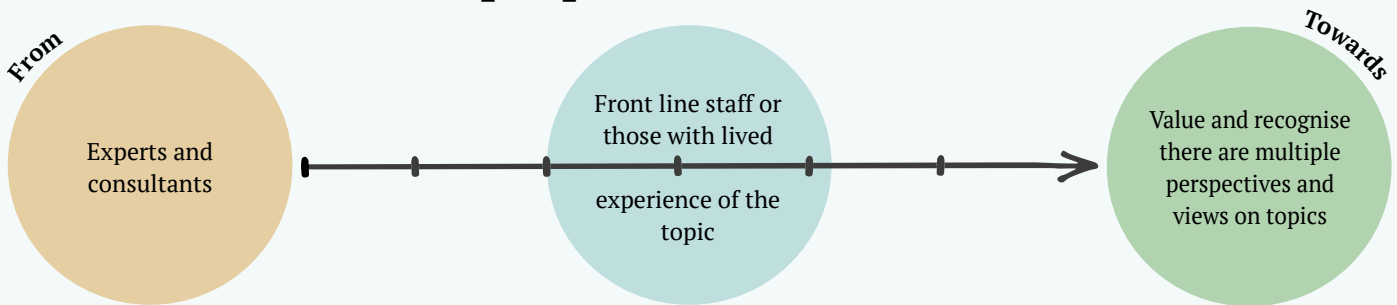 From
Experts and
consultants
Front line staff or
those with lived
experience of the
topic
Towards
Value and recognise
there are multiple
perspectives and
views on topics